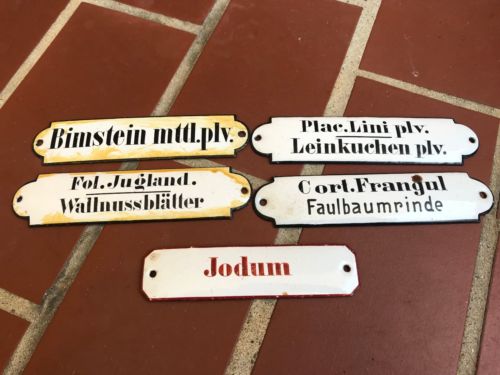 Bimstein mttl.plv.
Plac.Lini plv.
Leinkuchen plv.
Fol.Jugland.
Wallnussblätter
Cort.Frangul
Faulbaumrinde
Jodum